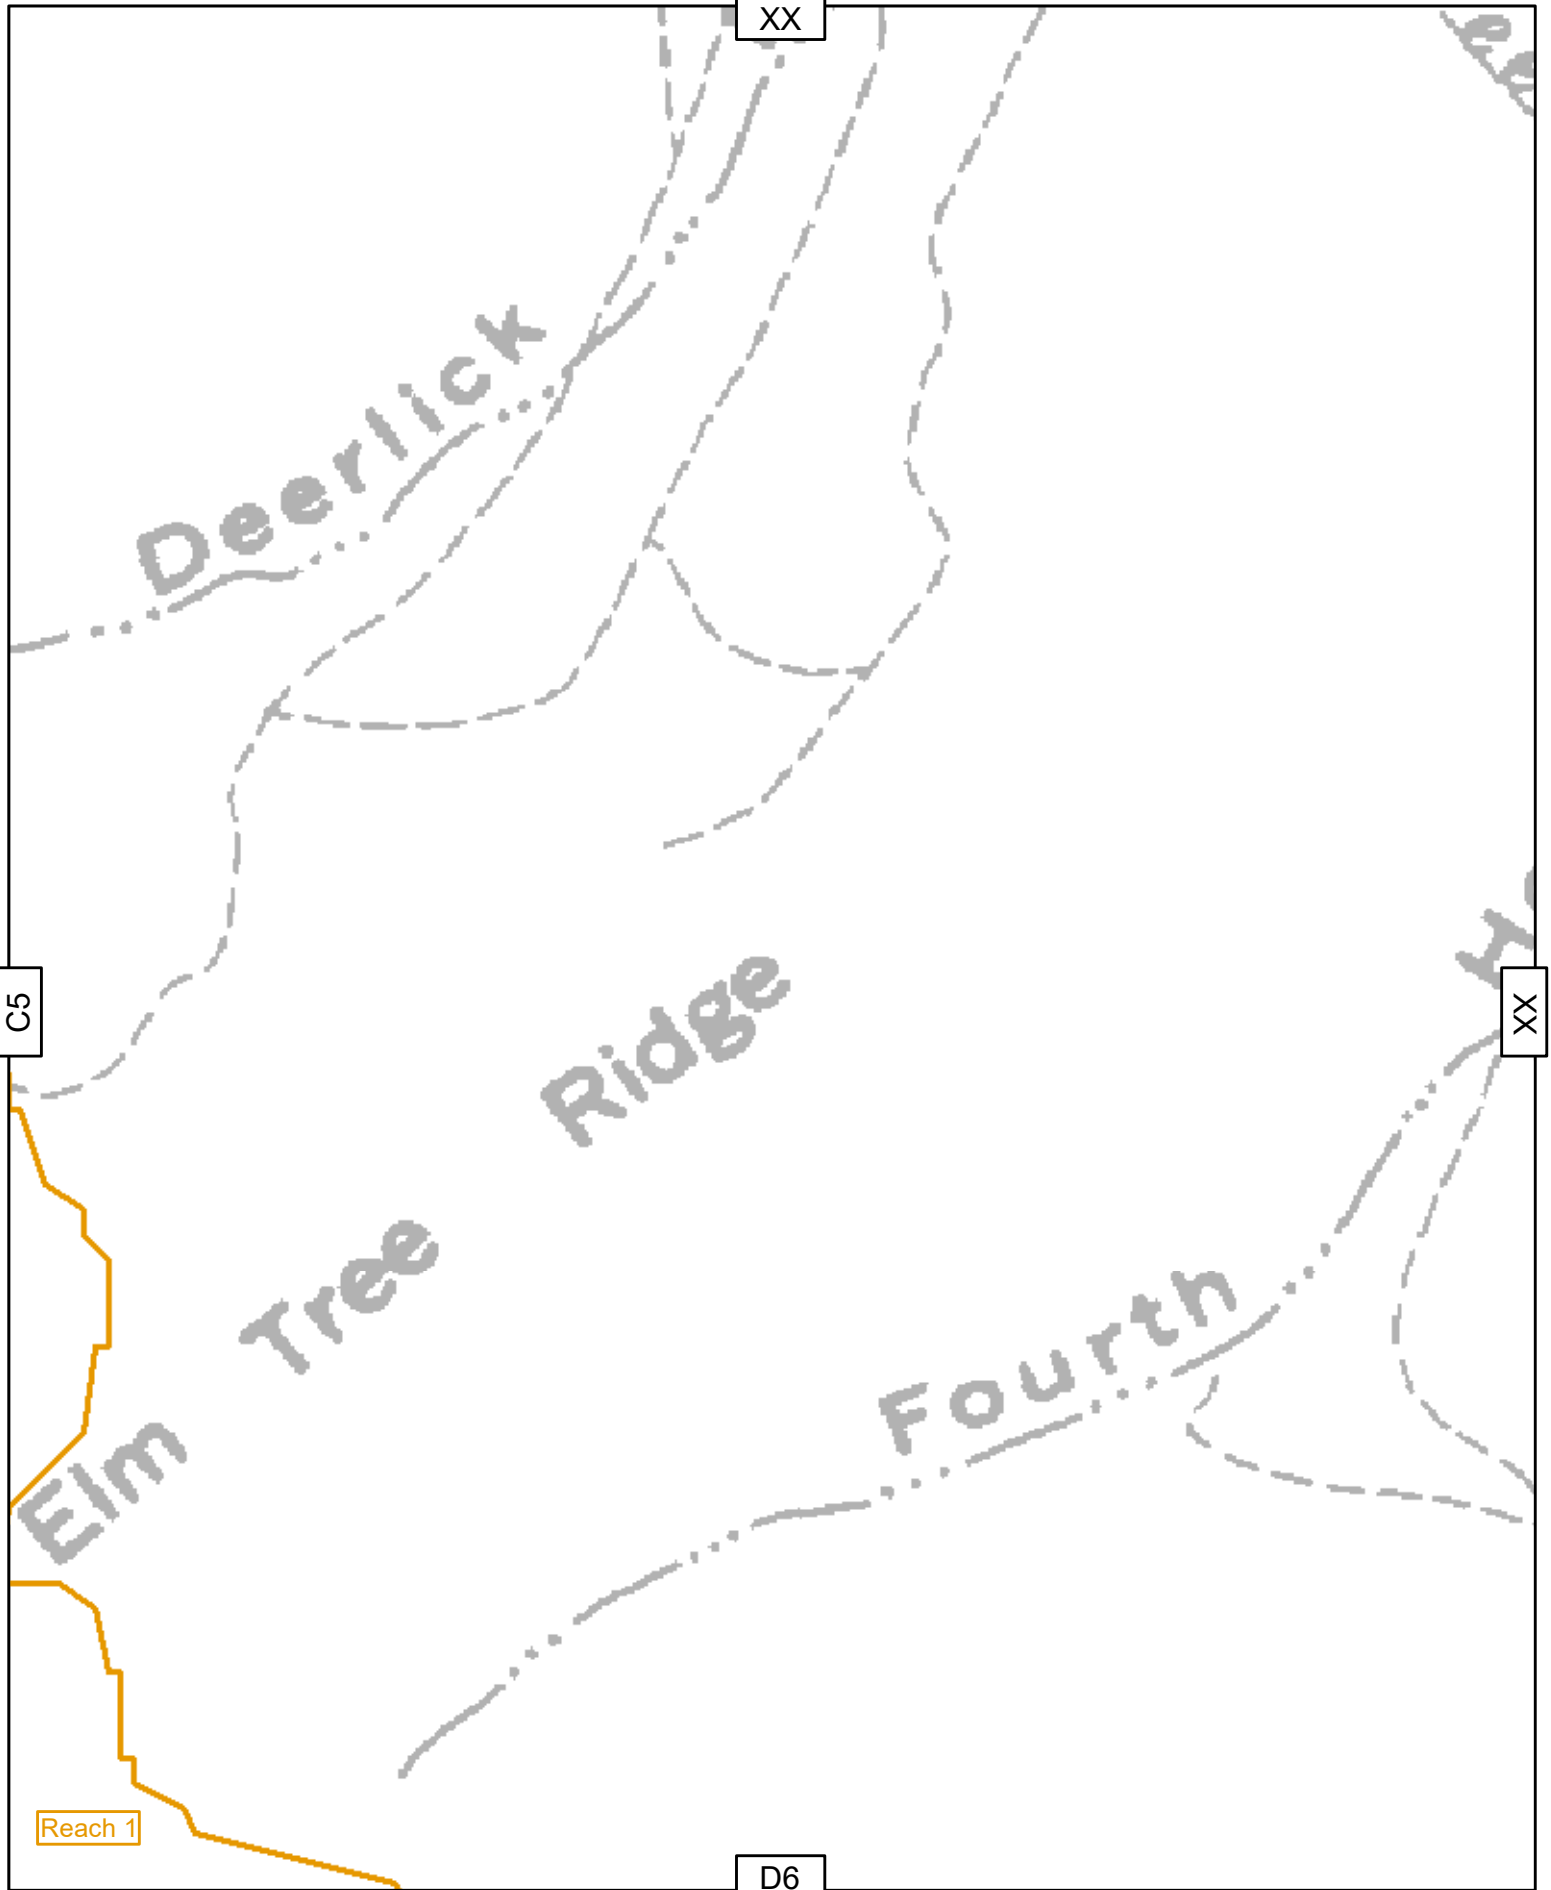 XX
Deerlick
C5
XX
Elm Tree Ridge
Fourth
Reach 1
D6